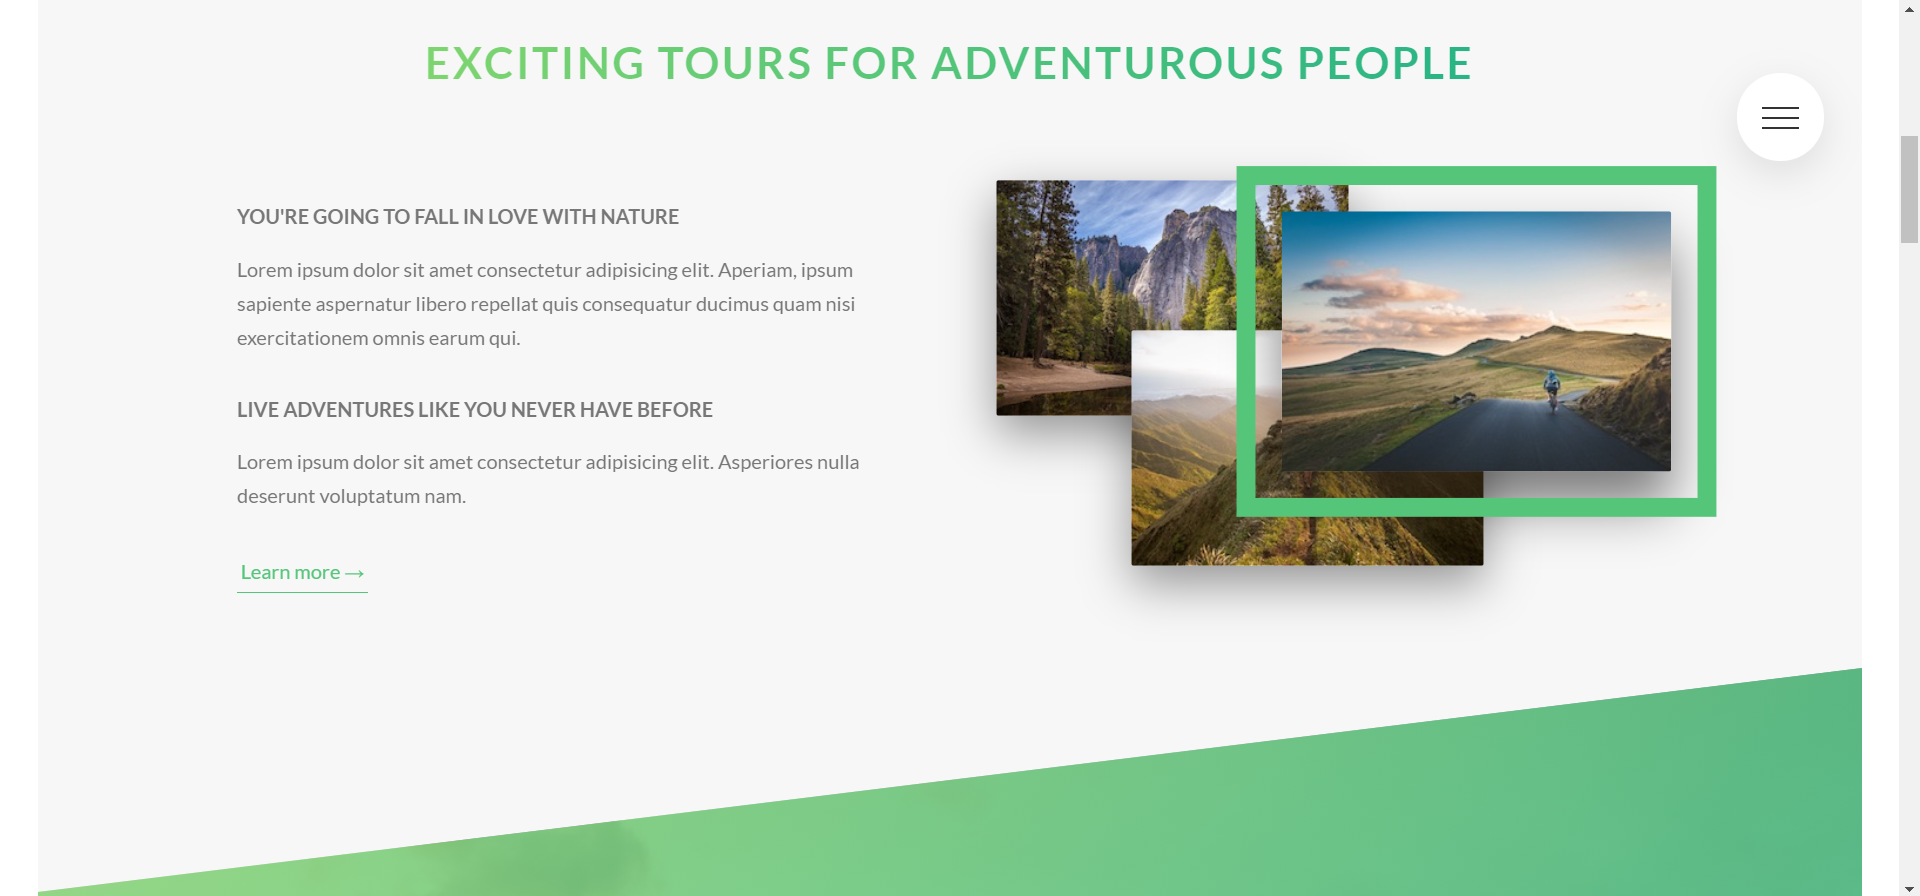 EXCITING TOURS FOR ADVENTUROUS PEOPLE
YOU'RE GOING TO FALL IN LOVE WITH NATURE
Lorem ipsum dolor sit amet consectetur adipisicing elit. Aperiam, ipsum
sapiente aspernatur libero repellat quis consequatur ducimus quam nisi
exercitationem omnis earum qui.
LIVE ADVENTURES LIKE YOU NEVER HAVE BEFORE
Lorem ipsum dolor sit amet consectetur adipisicing elit. Asperiores nulla
deserunt voluptatum nam.
Learn more →